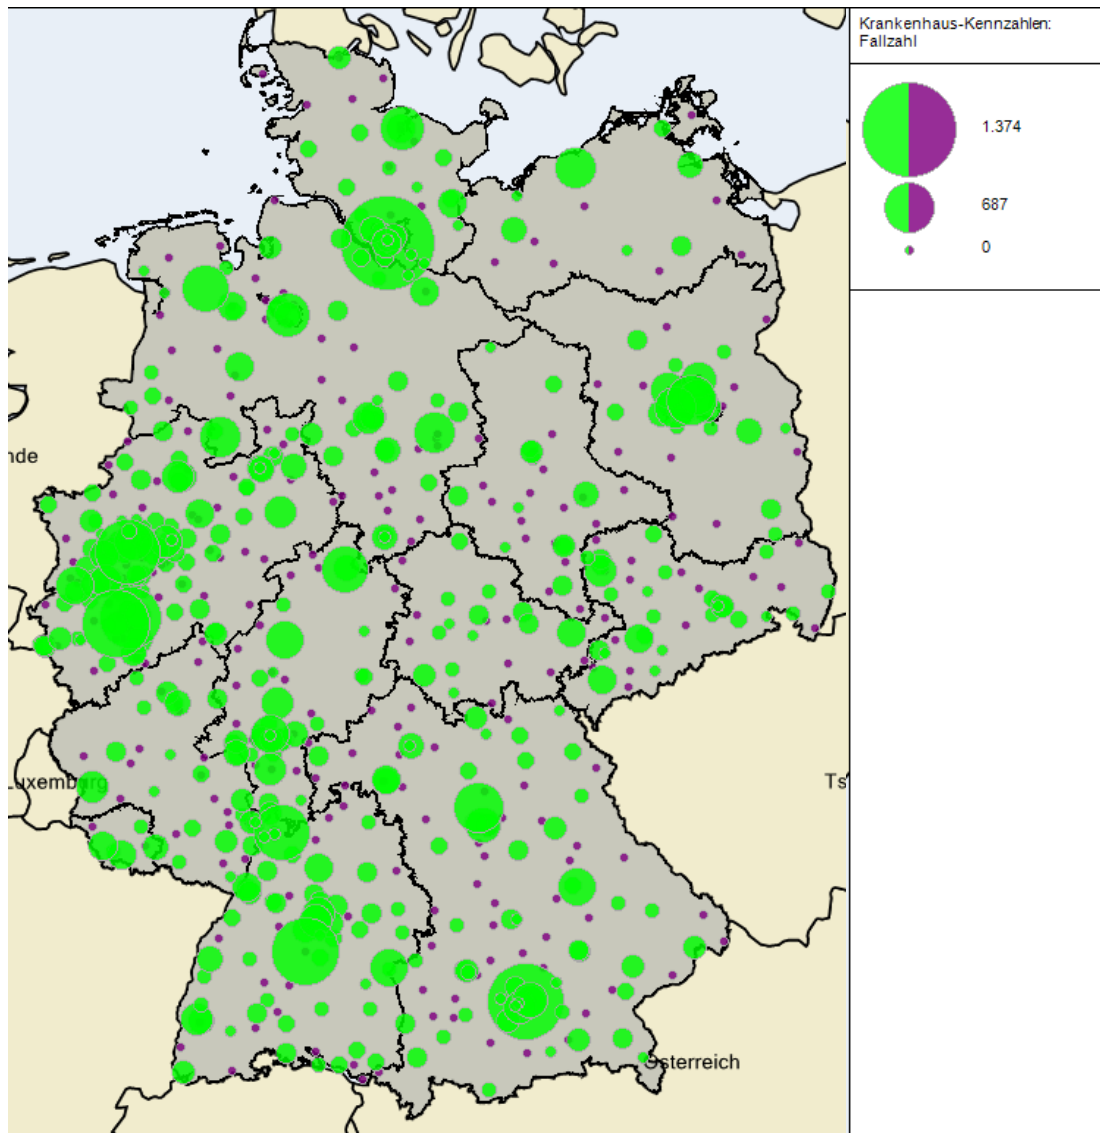 Krankenhaus-Kennzahlen:
Fallzahl
1.374
687
0
nde
Luxemburg
Ts
Österreich